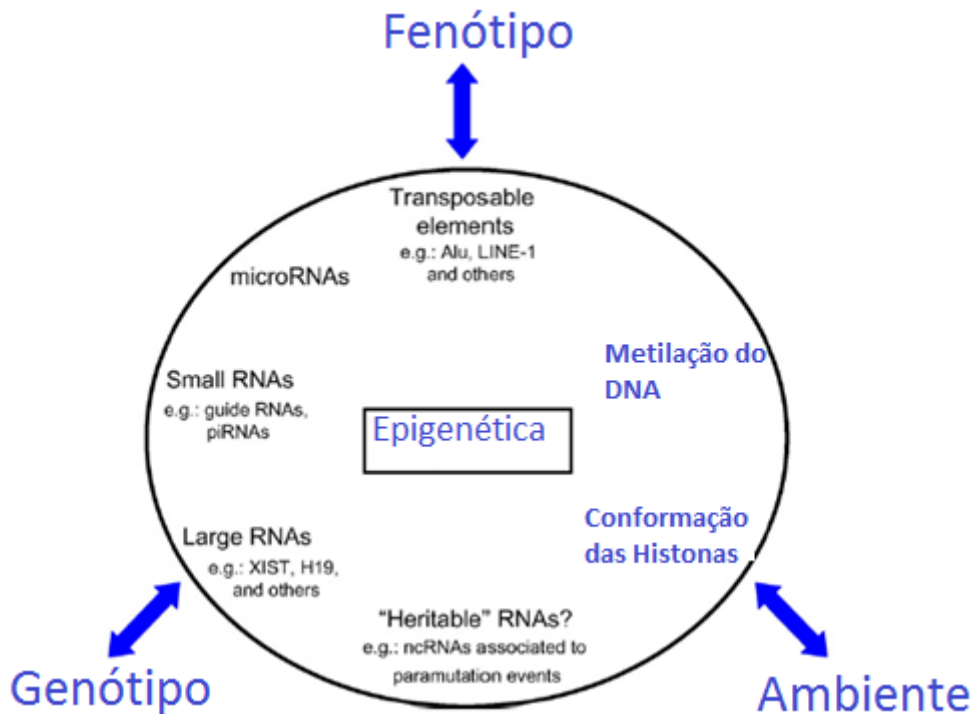 Fenótipo
Transposable
elements
e.g.: Alu, LINE-1
and others
microRNAs
Metilação do
DNA
Small RNAs
e.g.: guide RNAs,
piRNAs
Epigenética
Conformação
das Histonas
Large RNAs
e.g.: XIST, H19,
and others
"Heritable" RNAs?
e.g.: ncRNAs associated to
paramutation events
Genótipo
Ambiente